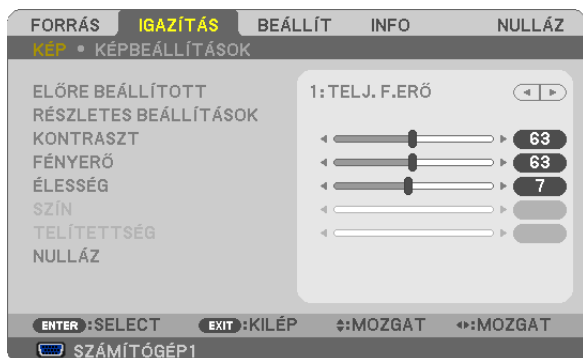 FORRÁS IGAZÍTÁS BEÁLLÍT INFO NULLÁZ
KÉP • KÉPBEÁLLÍTÁSOK
ELŐRE BEÁLLÍTOTT 1:TELJ. F.ERŐ
RÉSZLETES BEÁLLÍTÁSOK
KONTRASZT 63
FÉNYERŐ 63
ÉLESSÉG 7
SZÍN
TELÍTETTSÉG
NULLÁZ
ENTER:SELECT EXIT:KILÉP :MOZGAT :MOZGAT
SZÁMÍTÓGÉP1